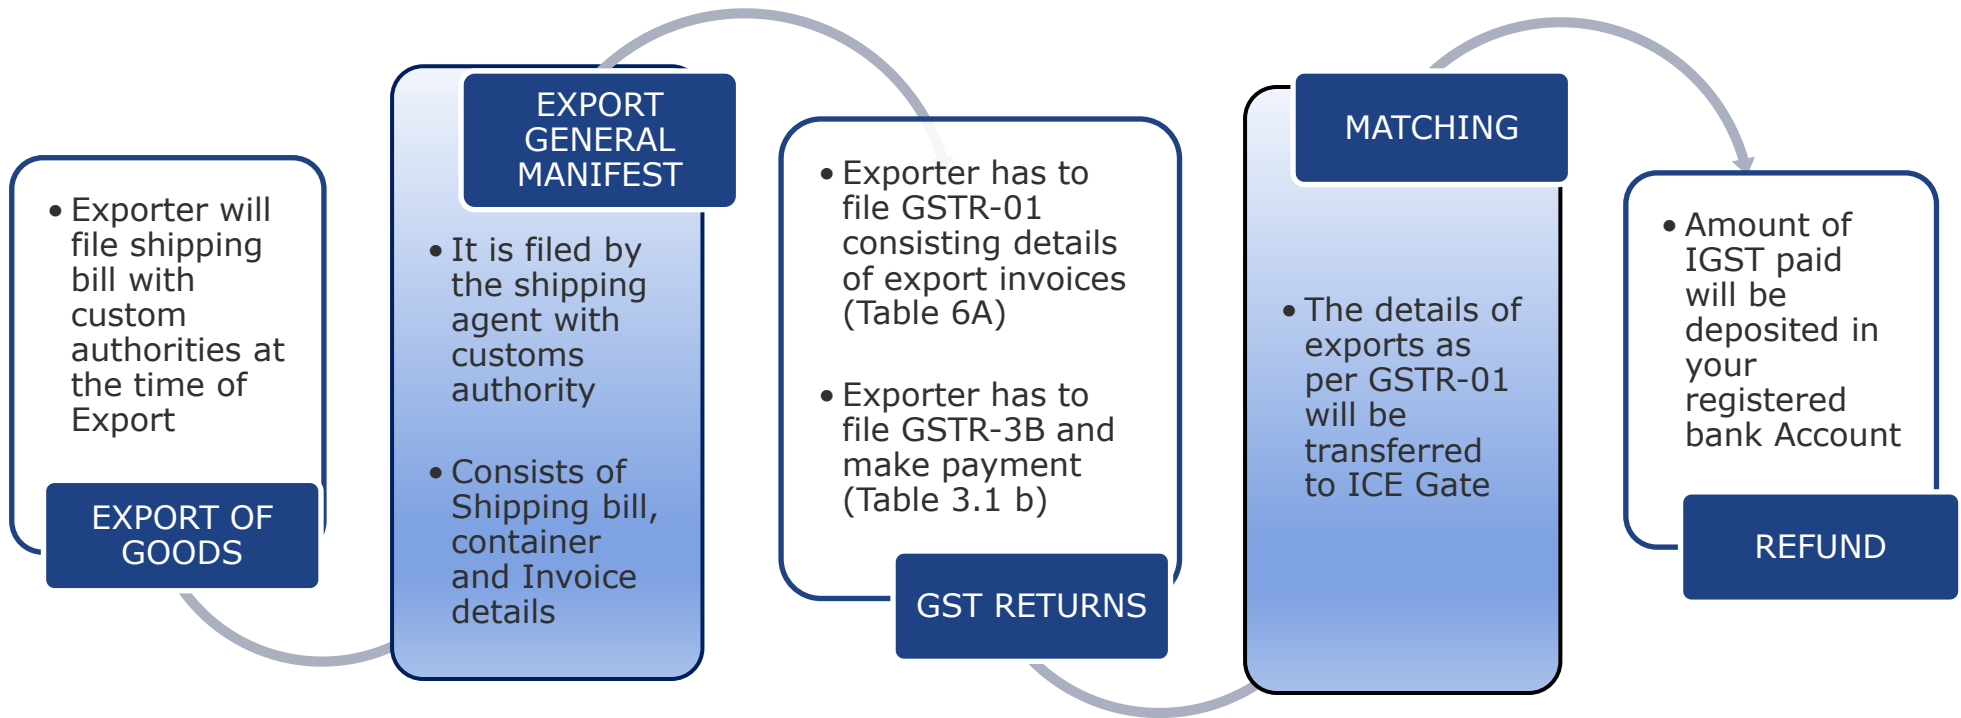 • Exporter will
file shipping
bill with
custom
authorities at
the time of
Export
EXPORT OF
GOODS
EXPORT
GENERAL
MANIFEST
• It is filed by
the shipping
agent with
customs
authority
• Consists of
Shipping bill,
container
and Invoice
details
• Exporter has to
file GSTR-01
consisting details
of export invoices
(Table 6A)
• Exporter has to
file GSTR-3B and
make payment
(Table 3.1 b)
GST RETURNS
MATCHING
• The details of
exports as
per GSTR-01
will be
transferred
to ICE Gate
• Amount of
IGST paid
will be
deposited in
your
registered
bank Account
REFUND